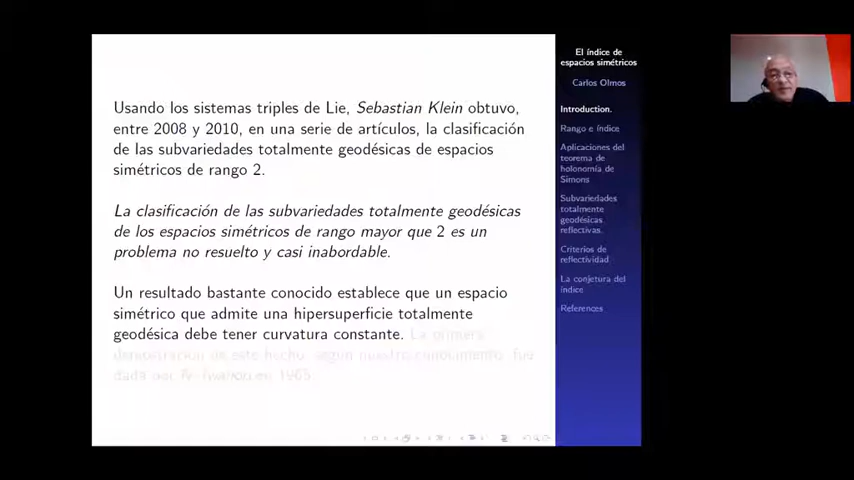 Usando los sistemas triples de Lie, Sebastian Klein obtuvo,
entre 2008 y 2010, en una serie de artículos, la clasificación
de las subvariedades totalmente geodésicas de espacios
simétricos de rango 2.
La clasificación de las subvariedades totalmente geodésicas
de los espacios simétricos de rango mayor que 2 es un
problema no resuelto y casi inabordable.
Un resultado bastante conocido establece que un espacio
simétrico que admite una hipersuperficie totalmente
geodésica debe tener curvatura constante. La primera
demostración de este hecho, según nuestro conocimiento, fue
dada por en 1965
El índice de
espacios simétricos
Carlos Olmos
Introduction.
Rango e índice
Aplicaciones del
teorema de
holonomía de
Simons
Subvariedades
totalmente
geodésicas
reflectivas.
Criterios de
reflectividad
La conjetura del
índice
References